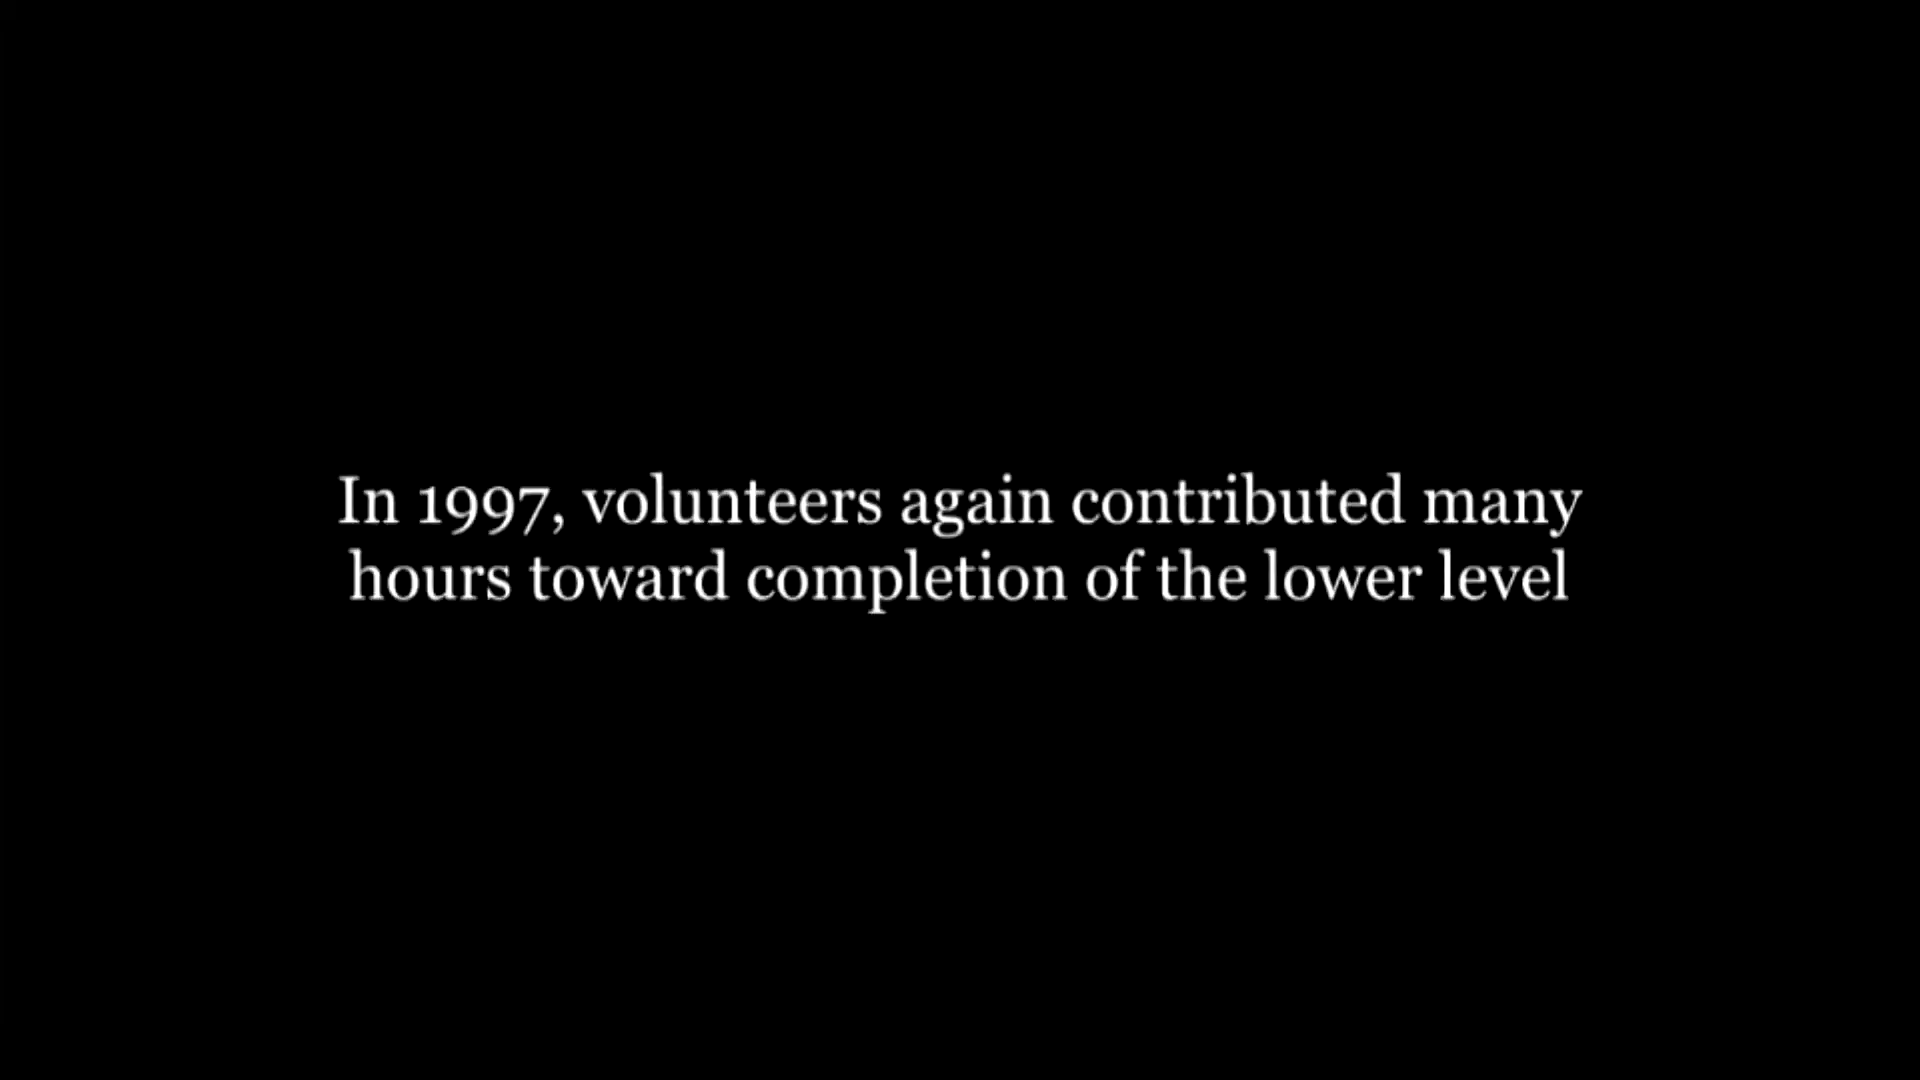 In 1997, volunteers again contributed many
hours toward completion of the lower level